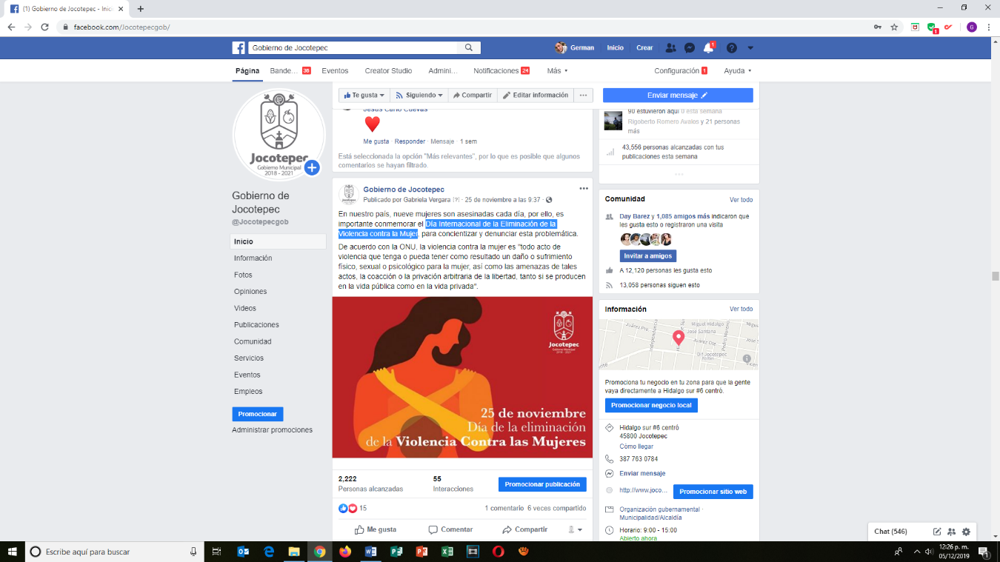 (1) Gobierno de Jocotepec - Inic
facebook.com/Jocotepecgob/
Gobierno de Jocotepec
German
Inicio
Crear
1
Página
Bande... 36
Eventos
Creator Studio
Admini...
Notificaciones 24
Más
Configuración 1
Ayuda
Jocotepec
Gobierno Municipal
2018 - 2021
Gobierno de
Jocotepec
@Jocotepecgob
Inicio
Información
Fotos
Opiniones
Videos
Publicaciones
Comunidad
Servicios
Eventos
Empleos
Promocionar
Administrar promociones
Te gusta
Siguiendo
Compartir
Editar información
Enviar mensaje
Jesús Carlo Cuevas
Me gusta · Responder · Mensaje · 1 sem
Está seleccionada la opción "Más relevantes", por lo que es posible que algunos
comentarios se hayan filtrado.
Gobierno de Jocotepec
Publicado por Gabriela Vergara [?] · 25 de noviembre a las 9:37 ·
En nuestro país, nueve mujeres son asesinadas cada día, por ello, es
importante conmemorar el Día Internacional de la Eliminación de la
Violencia contra la Mujer, para concientizar y denunciar esta problemática.
De acuerdo con la ONU, la violencia contra la mujer es "todo acto de
violencia que tenga o pueda tener como resultado un daño o sufrimiento
físico, sexual o psicológico para la mujer, así como las amenazas de tales
actos, la coacción o la privación arbitraria de la libertad, tanto si se producen
en la vida pública como en la vida privada".
Jocotepec
Gobierno Municipal
2018 - 2021
25 de noviembre
Día de la eliminación
de la Violencia Contra las Mujeres
2,222
Personas alcanzadas
55
Interacciones
Promocionar publicación
15
1 comentario 6 veces compartido
Me gusta
Comentar
Compartir
90 estuvieron aquí 0 esta semana
Rigoberto Romero Avalos y 21 personas
más
43,556 personas alcanzadas con tus
publicaciones esta semana
Comunidad
Ver todo
Day Barez y 1,085 amigos más indicaron que
les gusta esto o registraron una visita
Invitar a amigos
A 12,120 personas les gusta esto
13,058 personas siguen esto
Información
Ver todo
Juárez Pte.
Independencia
Miguel Hidalgo
José Santana
Juárez Ote
Dif Jocotepec
Promociona tu negocio en tu zona para que la gente
vaya directamente a Hidalgo sur #6 centró.
Promocionar negocio local
Hidalgo sur #6 centró
45800 Jocotepec
Cómo llegar
387 763 0784
Enviar mensaje
http://www.joco...
Promocionar sitio web
Organización gubernamental ·
Municipalidad/Alcaldía
Horario: 9:00 - 15:00
Abierto ahora
Chat (546)
Escribe aquí para buscar
12:26 p. m.
05/12/2019